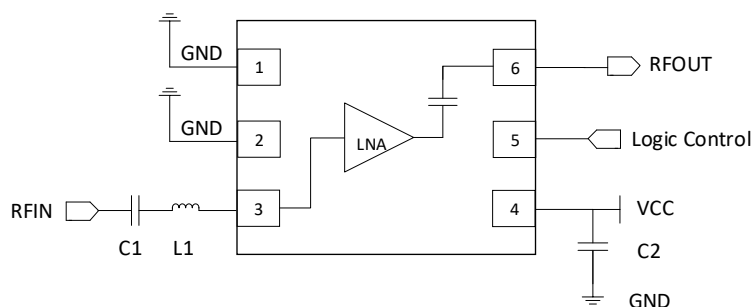 GND
1
6
RFOUT
GND
2
LNA
5
Logic Control
RFIN
C1
L1
3
4
VCC
C2
GND